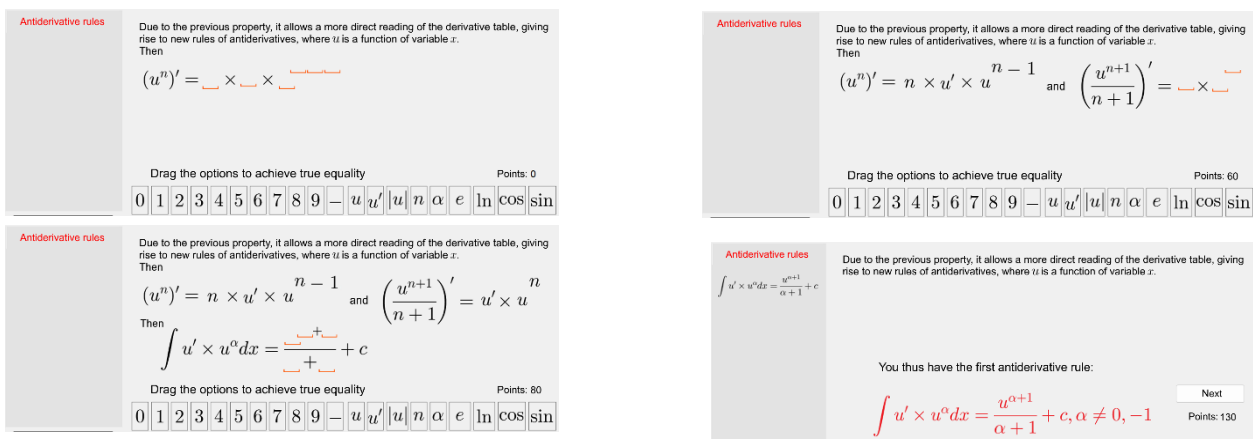 Antiderivative rules
Due to the previous property, it allows a more direct reading of the derivative table, giving
rise to new rules of antiderivatives, where u is a function of variable x.
Then
(uⁿ)′ = × ×
Drag the options to achieve true equality Points: 0
0 1 2 3 4 5 6 7 8 9 − u u′ |u| n α e ln cos sin
Antiderivative rules
Due to the previous property, it allows a more direct reading of the derivative table, giving
rise to new rules of antiderivatives, where u is a function of variable x.
Then
(uⁿ)′ = n × u′ × u^(n − 1) and (u^(n+1)/(n+1))′ = ×
Drag the options to achieve true equality Points: 60
0 1 2 3 4 5 6 7 8 9 − u u′ |u| n α e ln cos sin
Antiderivative rules
Due to the previous property, it allows a more direct reading of the derivative table, giving
rise to new rules of antiderivatives, where u is a function of variable x.
Then
(uⁿ)′ = n × u′ × u^(n − 1) and (u^(n+1)/(n+1))′ = u′ × uⁿ
Then
∫ u′ × u^α dx = + / + + c
Drag the options to achieve true equality Points: 80
0 1 2 3 4 5 6 7 8 9 − u u′ |u| n α e ln cos sin
Antiderivative rules
∫ u′ × u^α dx = u^(α+1)/(α+1) + c
Due to the previous property, it allows a more direct reading of the derivative table, giving
rise to new rules of antiderivatives, where u is a function of variable x.
You thus have the first antiderivative rule:
∫ u′ × u^α dx = u^(α+1)/(α+1) + c, α ≠ 0, −1
Next
Points: 130